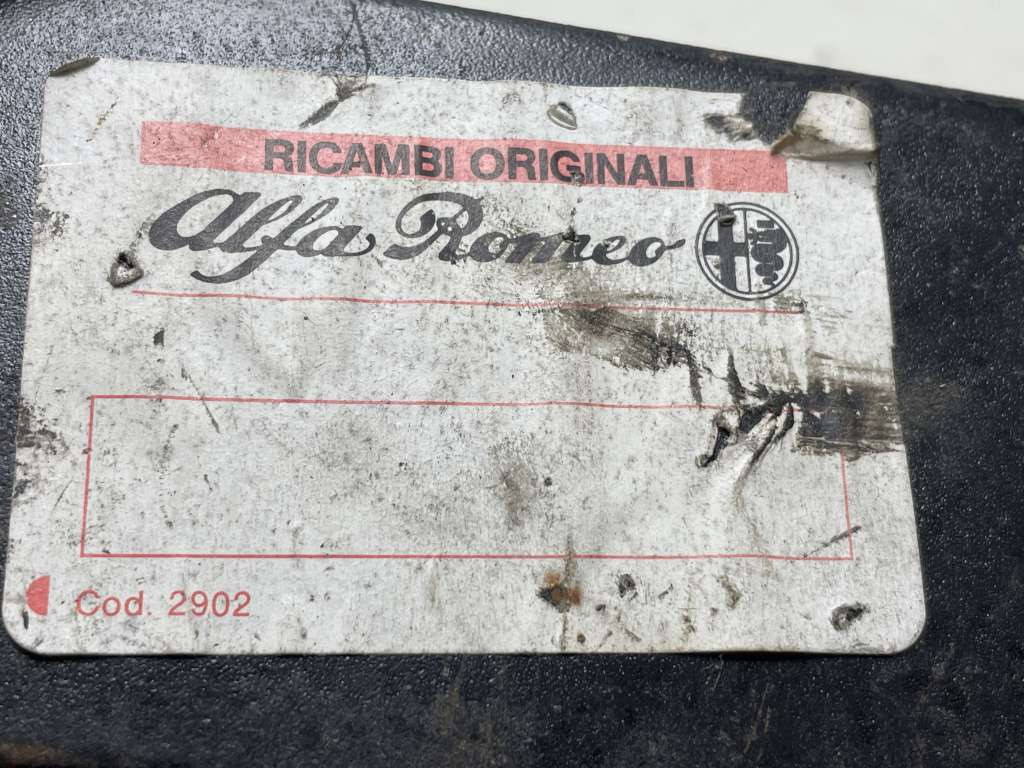 RICAMBI ORIGINALI
Alfa Romeo
Cod. 2902